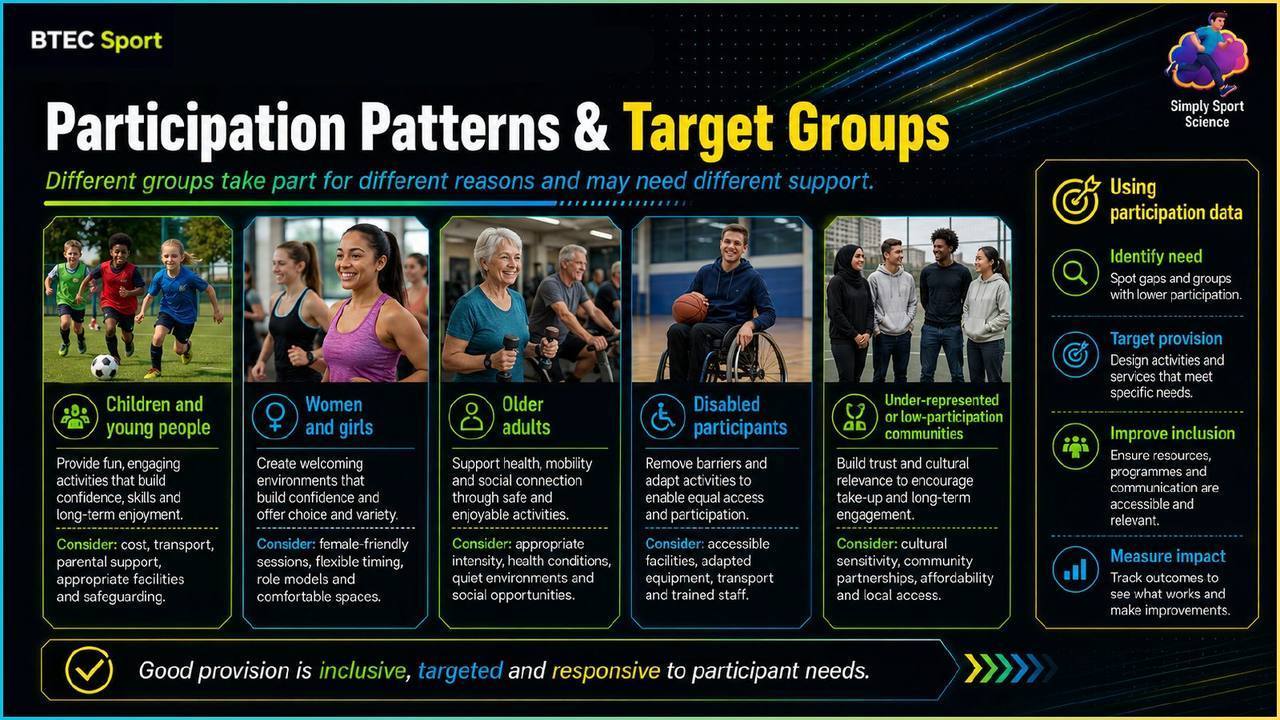 BTEC Sport
Simply Sport
Science
Participation Patterns & Target Groups
Different groups take part for different reasons and may need different support.
Children and
young people
Provide fun, engaging
activities that build
confidence, skills and
long-term enjoyment.
Consider: cost, transport,
parental support,
appropriate facilities
and safeguarding.
Women
and girls
Create welcoming
environments that
build confidence and
offer choice and variety.
Consider: female-friendly
sessions, flexible timing,
role models and
comfortable spaces.
Older
adults
Support health, mobility
and social connection
through safe and
enjoyable activities.
Consider: appropriate
intensity, health conditions,
quiet environments and
social opportunities.
Disabled
participants
Remove barriers and
adapt activities to
enable equal access
and participation.
Consider: accessible
facilities, adapted
equipment, transport
and trained staff.
Under-represented
or low-participation
communities
Build trust and cultural
relevance to encourage
take-up and long-term
engagement.
Consider: cultural
sensitivity, community
partnerships, affordability
and local access.
Using
participation data
Identify need
Spot gaps and groups
with lower participation.
Target provision
Design activities and
services that meet
specific needs.
Improve inclusion
Ensure resources,
programmes and
communication are
accessible and
relevant.
Measure impact
Track outcomes to
see what works and
make improvements.
Good provision is inclusive, targeted and responsive to participant needs.